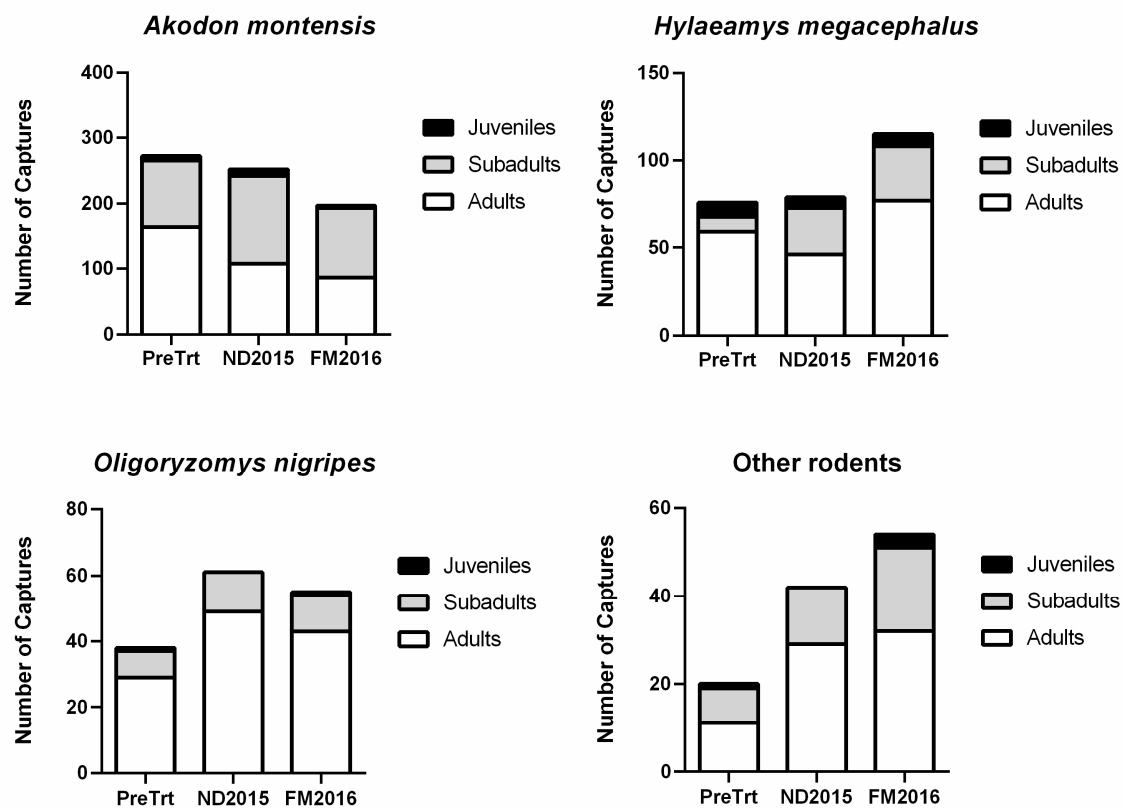 Akodon montensis
Number of Captures
400
300
200
100
0
PreTrt ND2015 FM2016
Juveniles
Subadults
Adults
Hylaeamys megacephalus
Number of Captures
150
100
50
0
PreTrt ND2015 FM2016
Juveniles
Subadults
Adults
Oligoryzomys nigripes
Number of Captures
80
60
40
20
0
PreTrt ND2015 FM2016
Juveniles
Subadults
Adults
Other rodents
Number of Captures
60
40
20
0
PreTrt ND2015 FM2016
Juveniles
Subadults
Adults